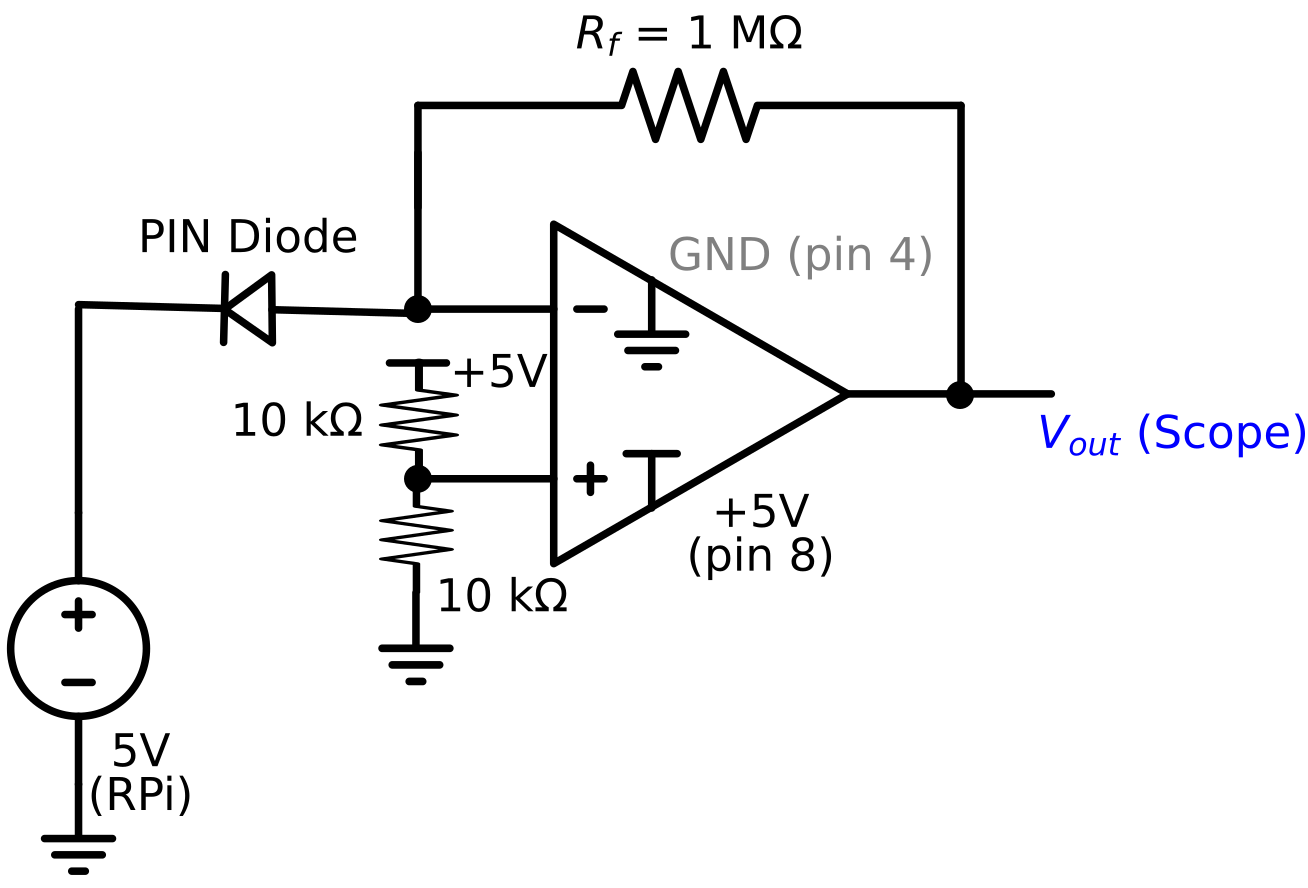 R_f = 1 MΩ
PIN Diode
GND (pin 4)
+5V
10 kΩ
V_out (Scope)
+5V
(pin 8)
10 kΩ
5V
(RPi)